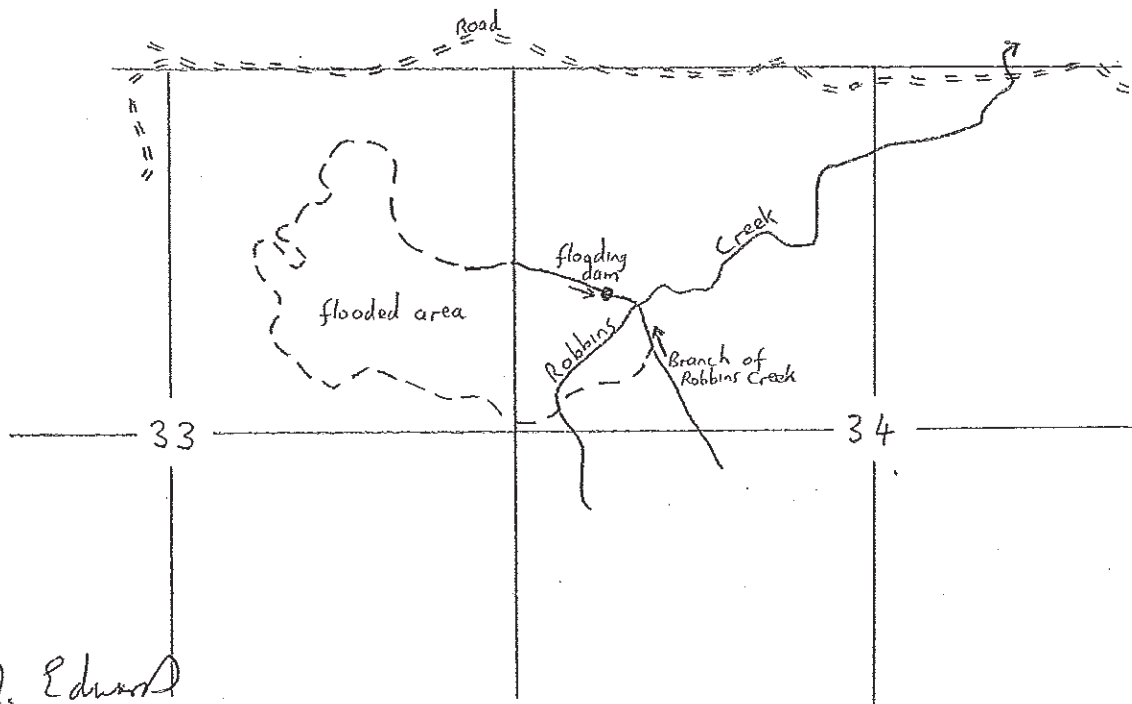 Road
Creek
flooding
dam
flooded area
Robbins
Branch of
Robbins Creek
33
34
Edward